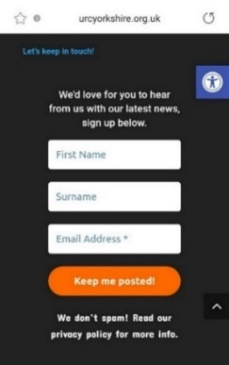 urcyorkshire.org.uk
Let's keep in touch!
We'd love for you to hear
from us with our latest news,
sign up below.
First Name
Surname
Email Address *
Keep me posted!
We don't spam! Read our
privacy policy for more info.